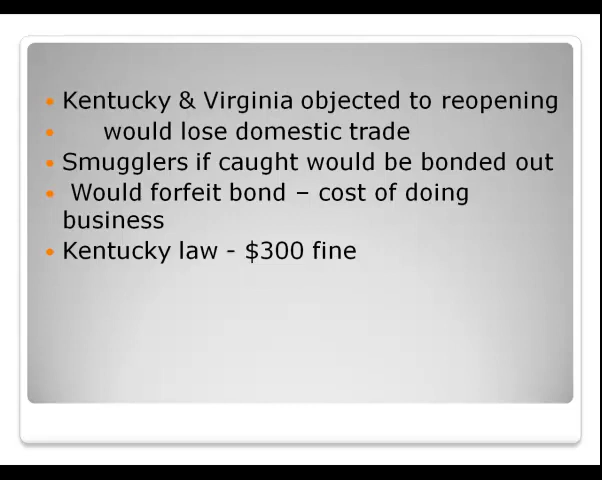 Kentucky & Virginia objected to reopening
would lose domestic trade
Smugglers if caught would be bonded out
Would forfeit bond – cost of doing
business
Kentucky law - $300 fine